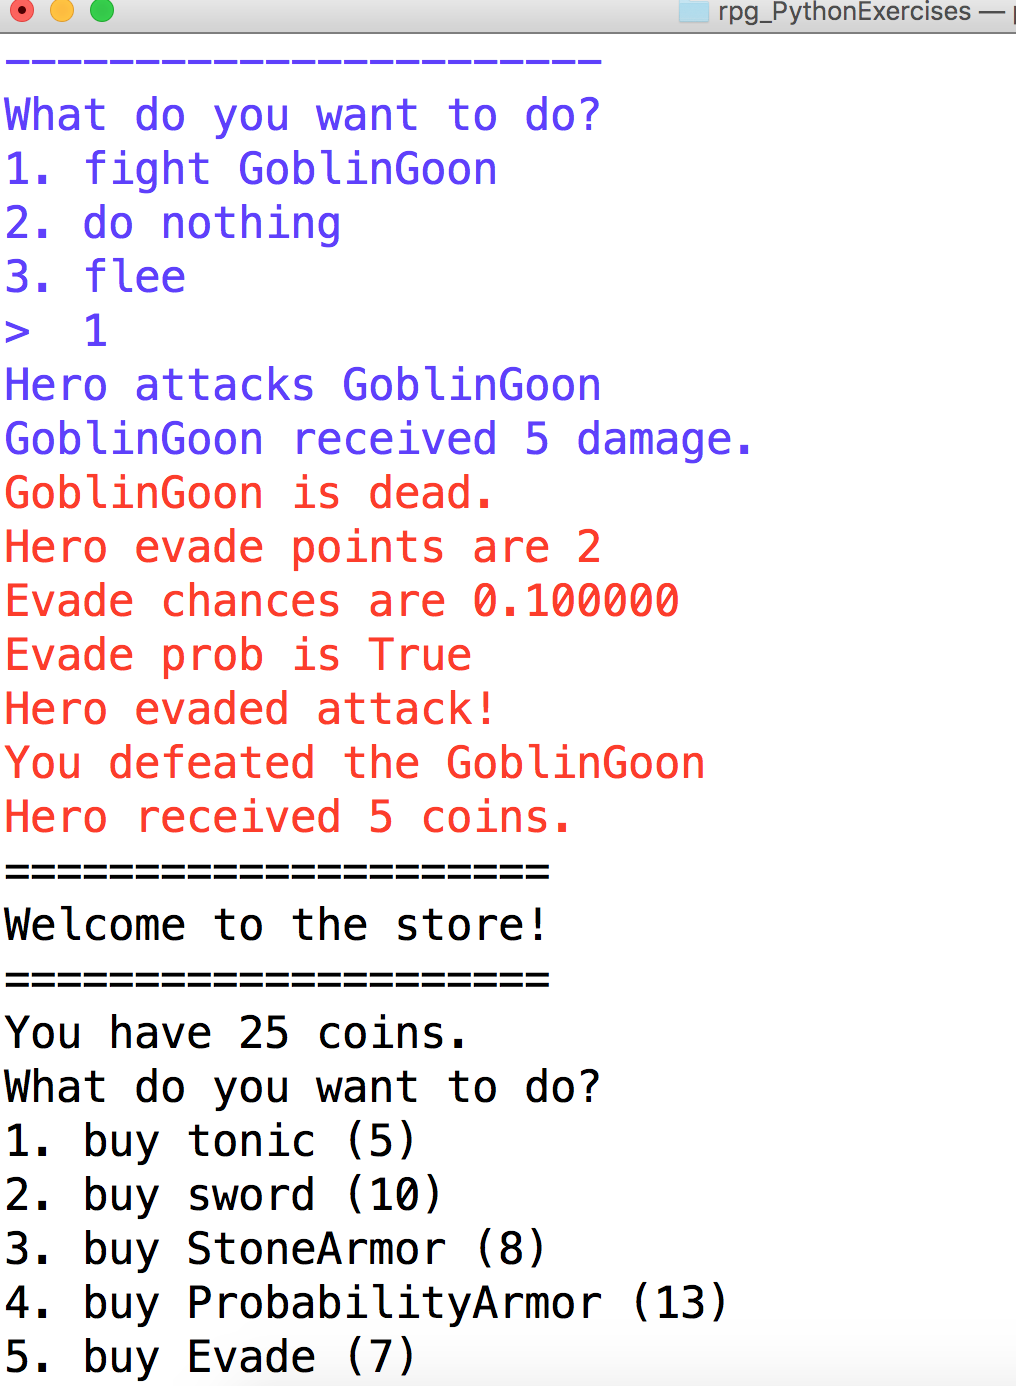 rpg_PythonExercises —
-----------------------
What do you want to do?
1. fight GoblinGoon
2. do nothing
3. flee
>  1
Hero attacks GoblinGoon
GoblinGoon received 5 damage.
GoblinGoon is dead.
Hero evade points are 2
Evade chances are 0.100000
Evade prob is True
Hero evaded attack!
You defeated the GoblinGoon
Hero received 5 coins.
=====================
Welcome to the store!
=====================
You have 25 coins.
What do you want to do?
1. buy tonic (5)
2. buy sword (10)
3. buy StoneArmor (8)
4. buy ProbabilityArmor (13)
5. buy Evade (7)